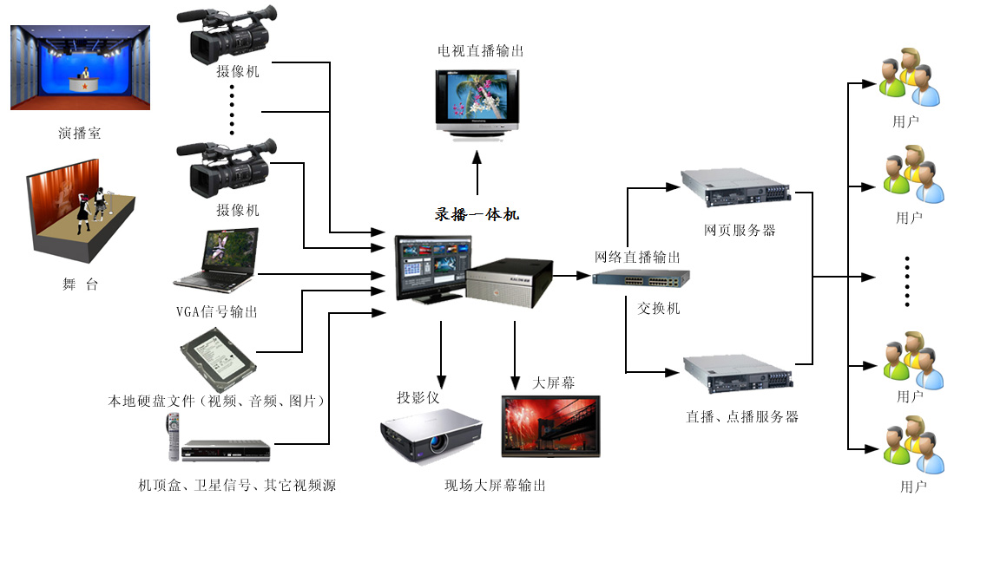 摄像机
演播室
摄像机
舞 台
VGA信号输出
本地硬盘文件（视频、音频、图片）
机顶盒、卫星信号、其它视频源
电视直播输出
录播一体机
投影仪
大屏幕
现场大屏幕输出
网络直播输出
交换机
网页服务器
直播、点播服务器
用户
用户
用户
用户